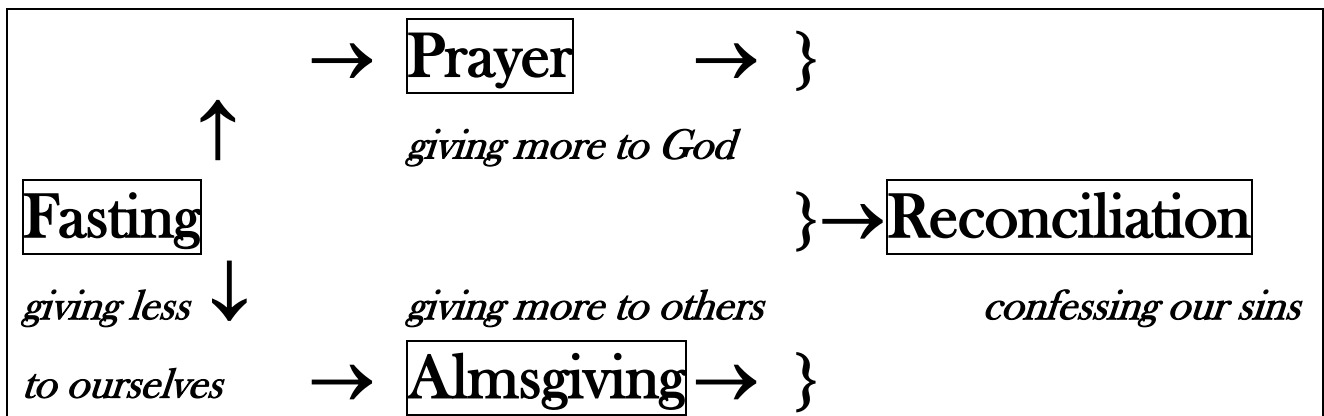 → Prayer → }
↑
giving more to God
Fasting }→Reconciliation
giving less ↓ giving more to others confessing our sins
to ourselves → Almsgiving → }